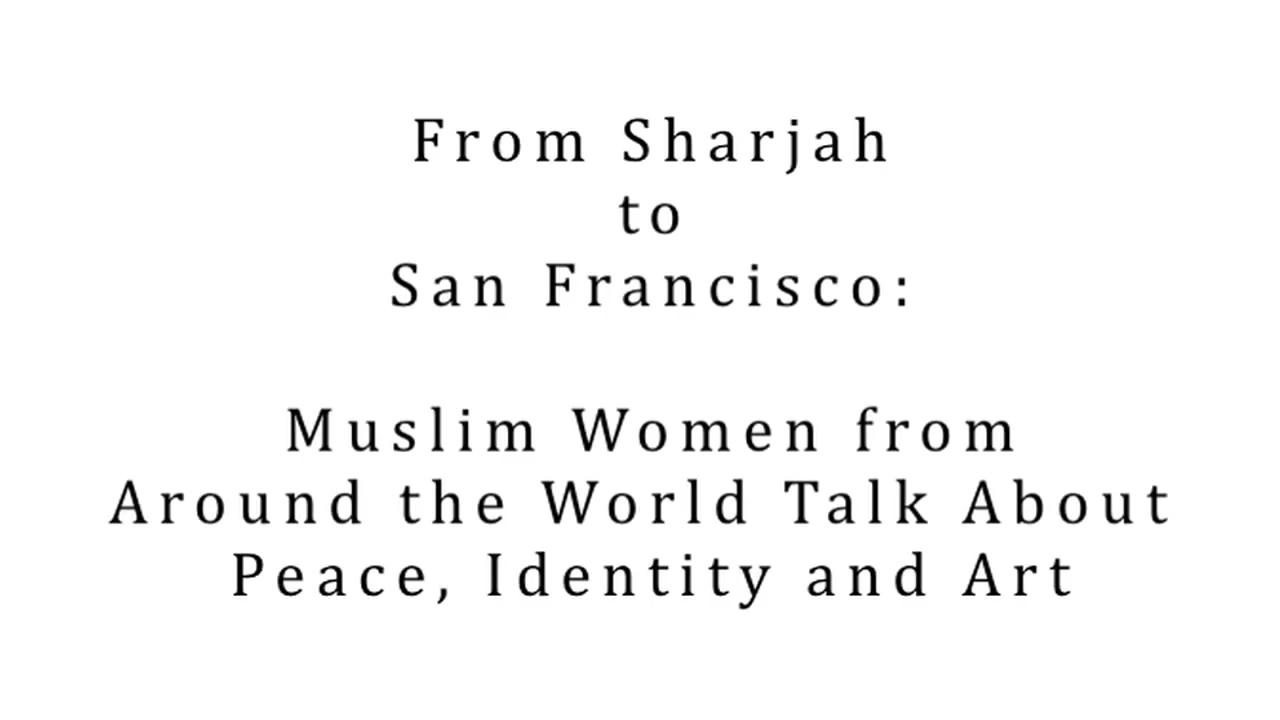 From Sharjah
to
San Francisco:
Muslim Women from
Around the World Talk About
Peace, Identity and Art